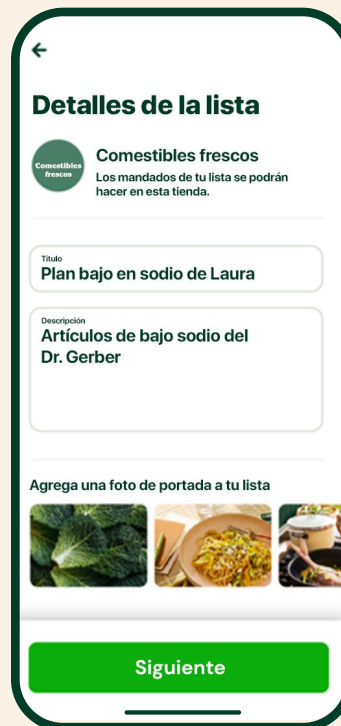 Detalles de la lista
Comestibles
frescos
Comestibles frescos
Los mandados de tu lista se podrán
hacer en esta tienda.
Título
Plan bajo en sodio de Laura
Descripción
Artículos de bajo sodio del
Dr. Gerber
Agrega una foto de portada a tu lista
Siguiente